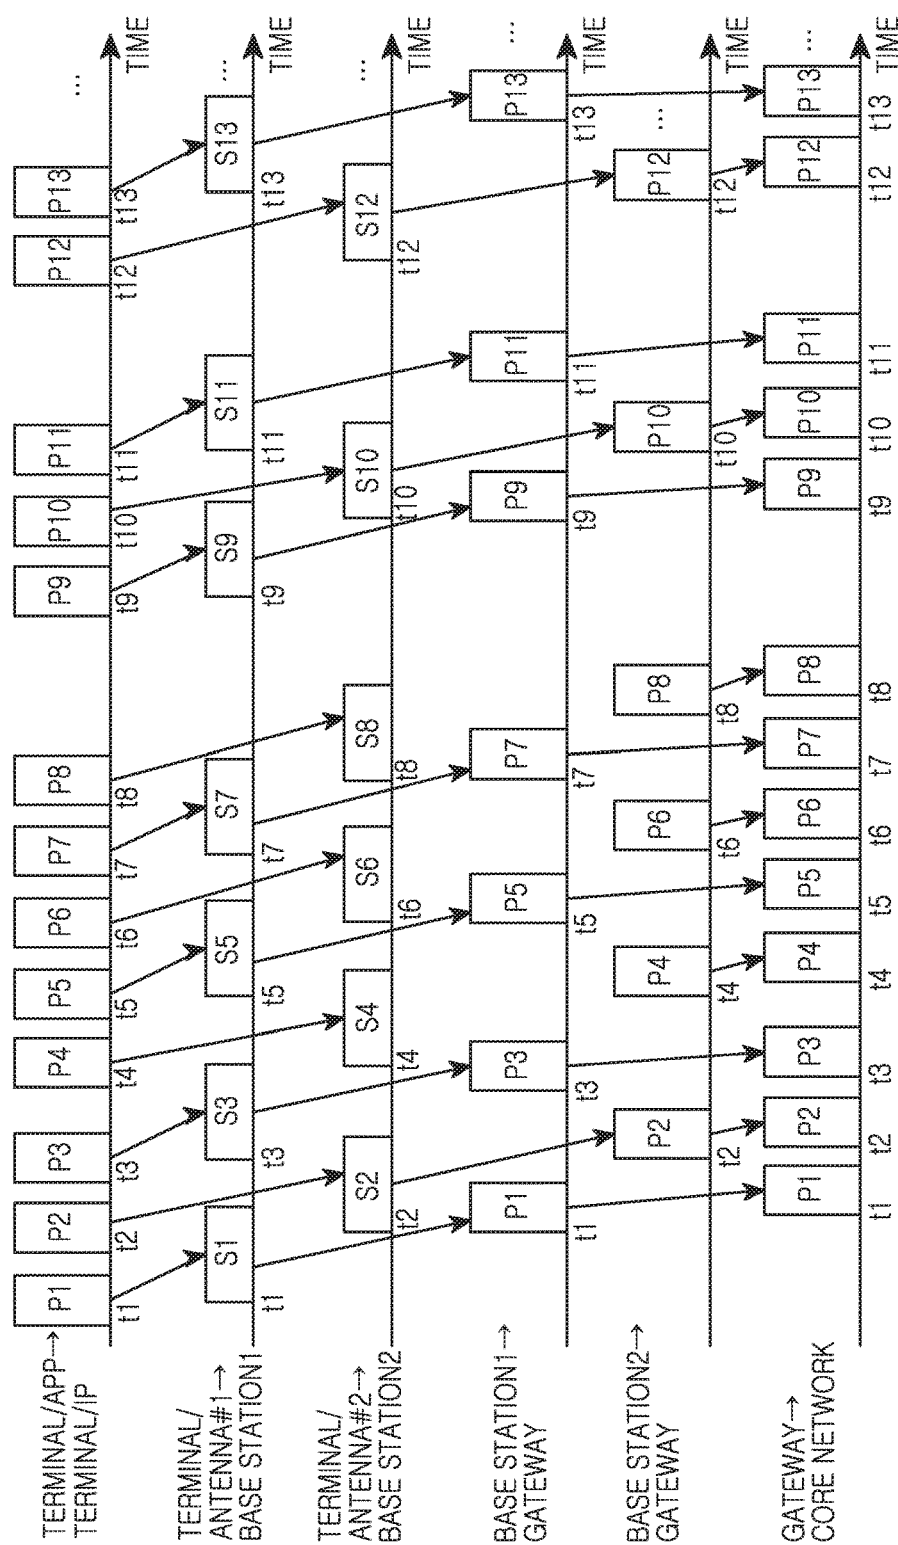 TERMINAL/APP→
TERMINAL/IP
P1
P2
P3
P4
P5
P6
P7
P8
P9
P10
P11
P12
P13
...
t1
t2
t3
t4
t5
t6
t7
t8
t9
t10
t11
t12
t13
TIME
TERMINAL/
ANTENNA#1→
BASE STATION1
S1
S3
S5
S7
S9
S11
S13
...
t1
t3
t5
t7
t9
t11
t13
TIME
TERMINAL/
ANTENNA#2→
BASE STATION2
S2
S4
S6
S8
S10
S12
...
t2
t4
t6
t8
t10
t12
TIME
BASE STATION1→
GATEWAY
P1
P3
P5
P7
P9
P11
P13
...
t1
t3
t5
t7
t9
t11
t13
TIME
BASE STATION2→
GATEWAY
P2
P4
P6
P8
P10
P12
...
t2
t4
t6
t8
t10
t12
TIME
GATEWAY→
CORE NETWORK
P1
P2
P3
P4
P5
P6
P7
P8
P9
P10
P11
P12
P13
...
t1
t2
t3
t4
t5
t6
t7
t8
t9
t10
t11
t12
t13
TIME